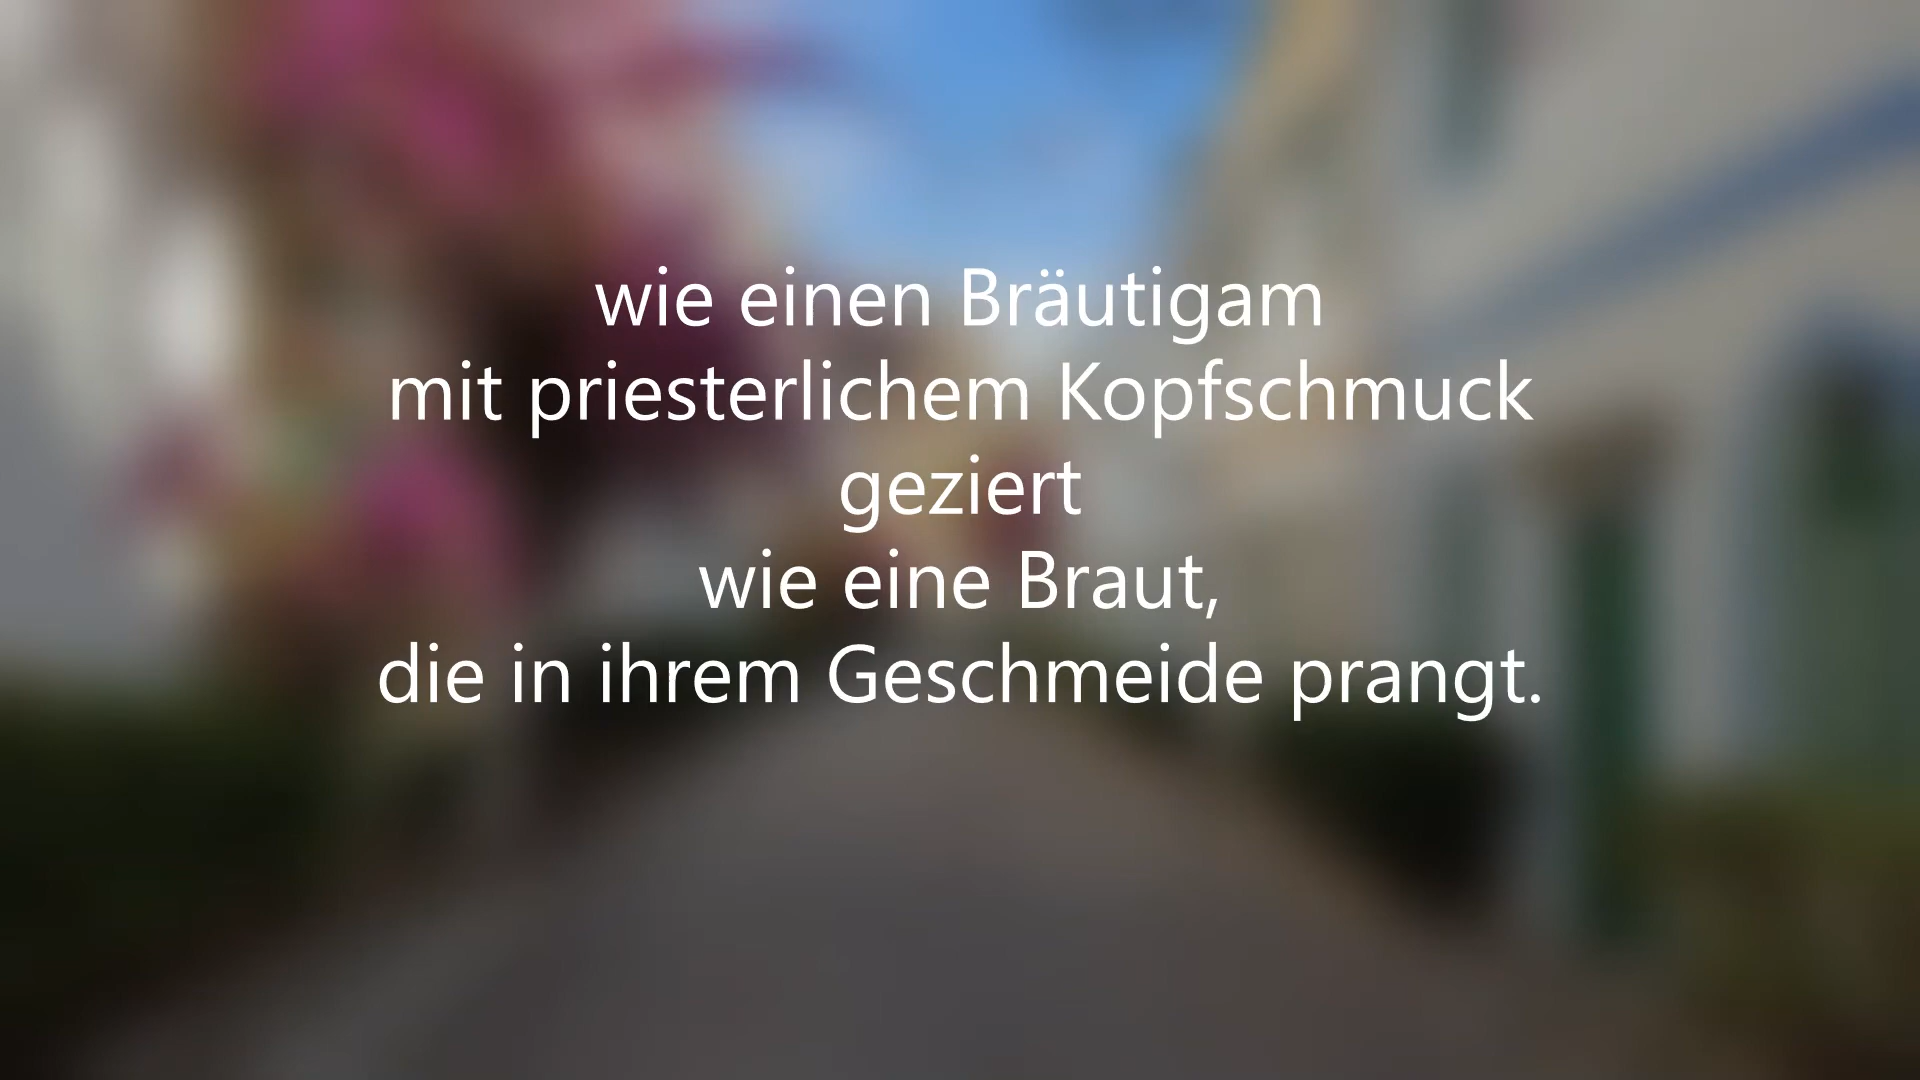 wie einen Bräutigam
mit priesterlichem Kopfschmuck
geziert
wie eine Braut,
die in ihrem Geschmeide prangt.